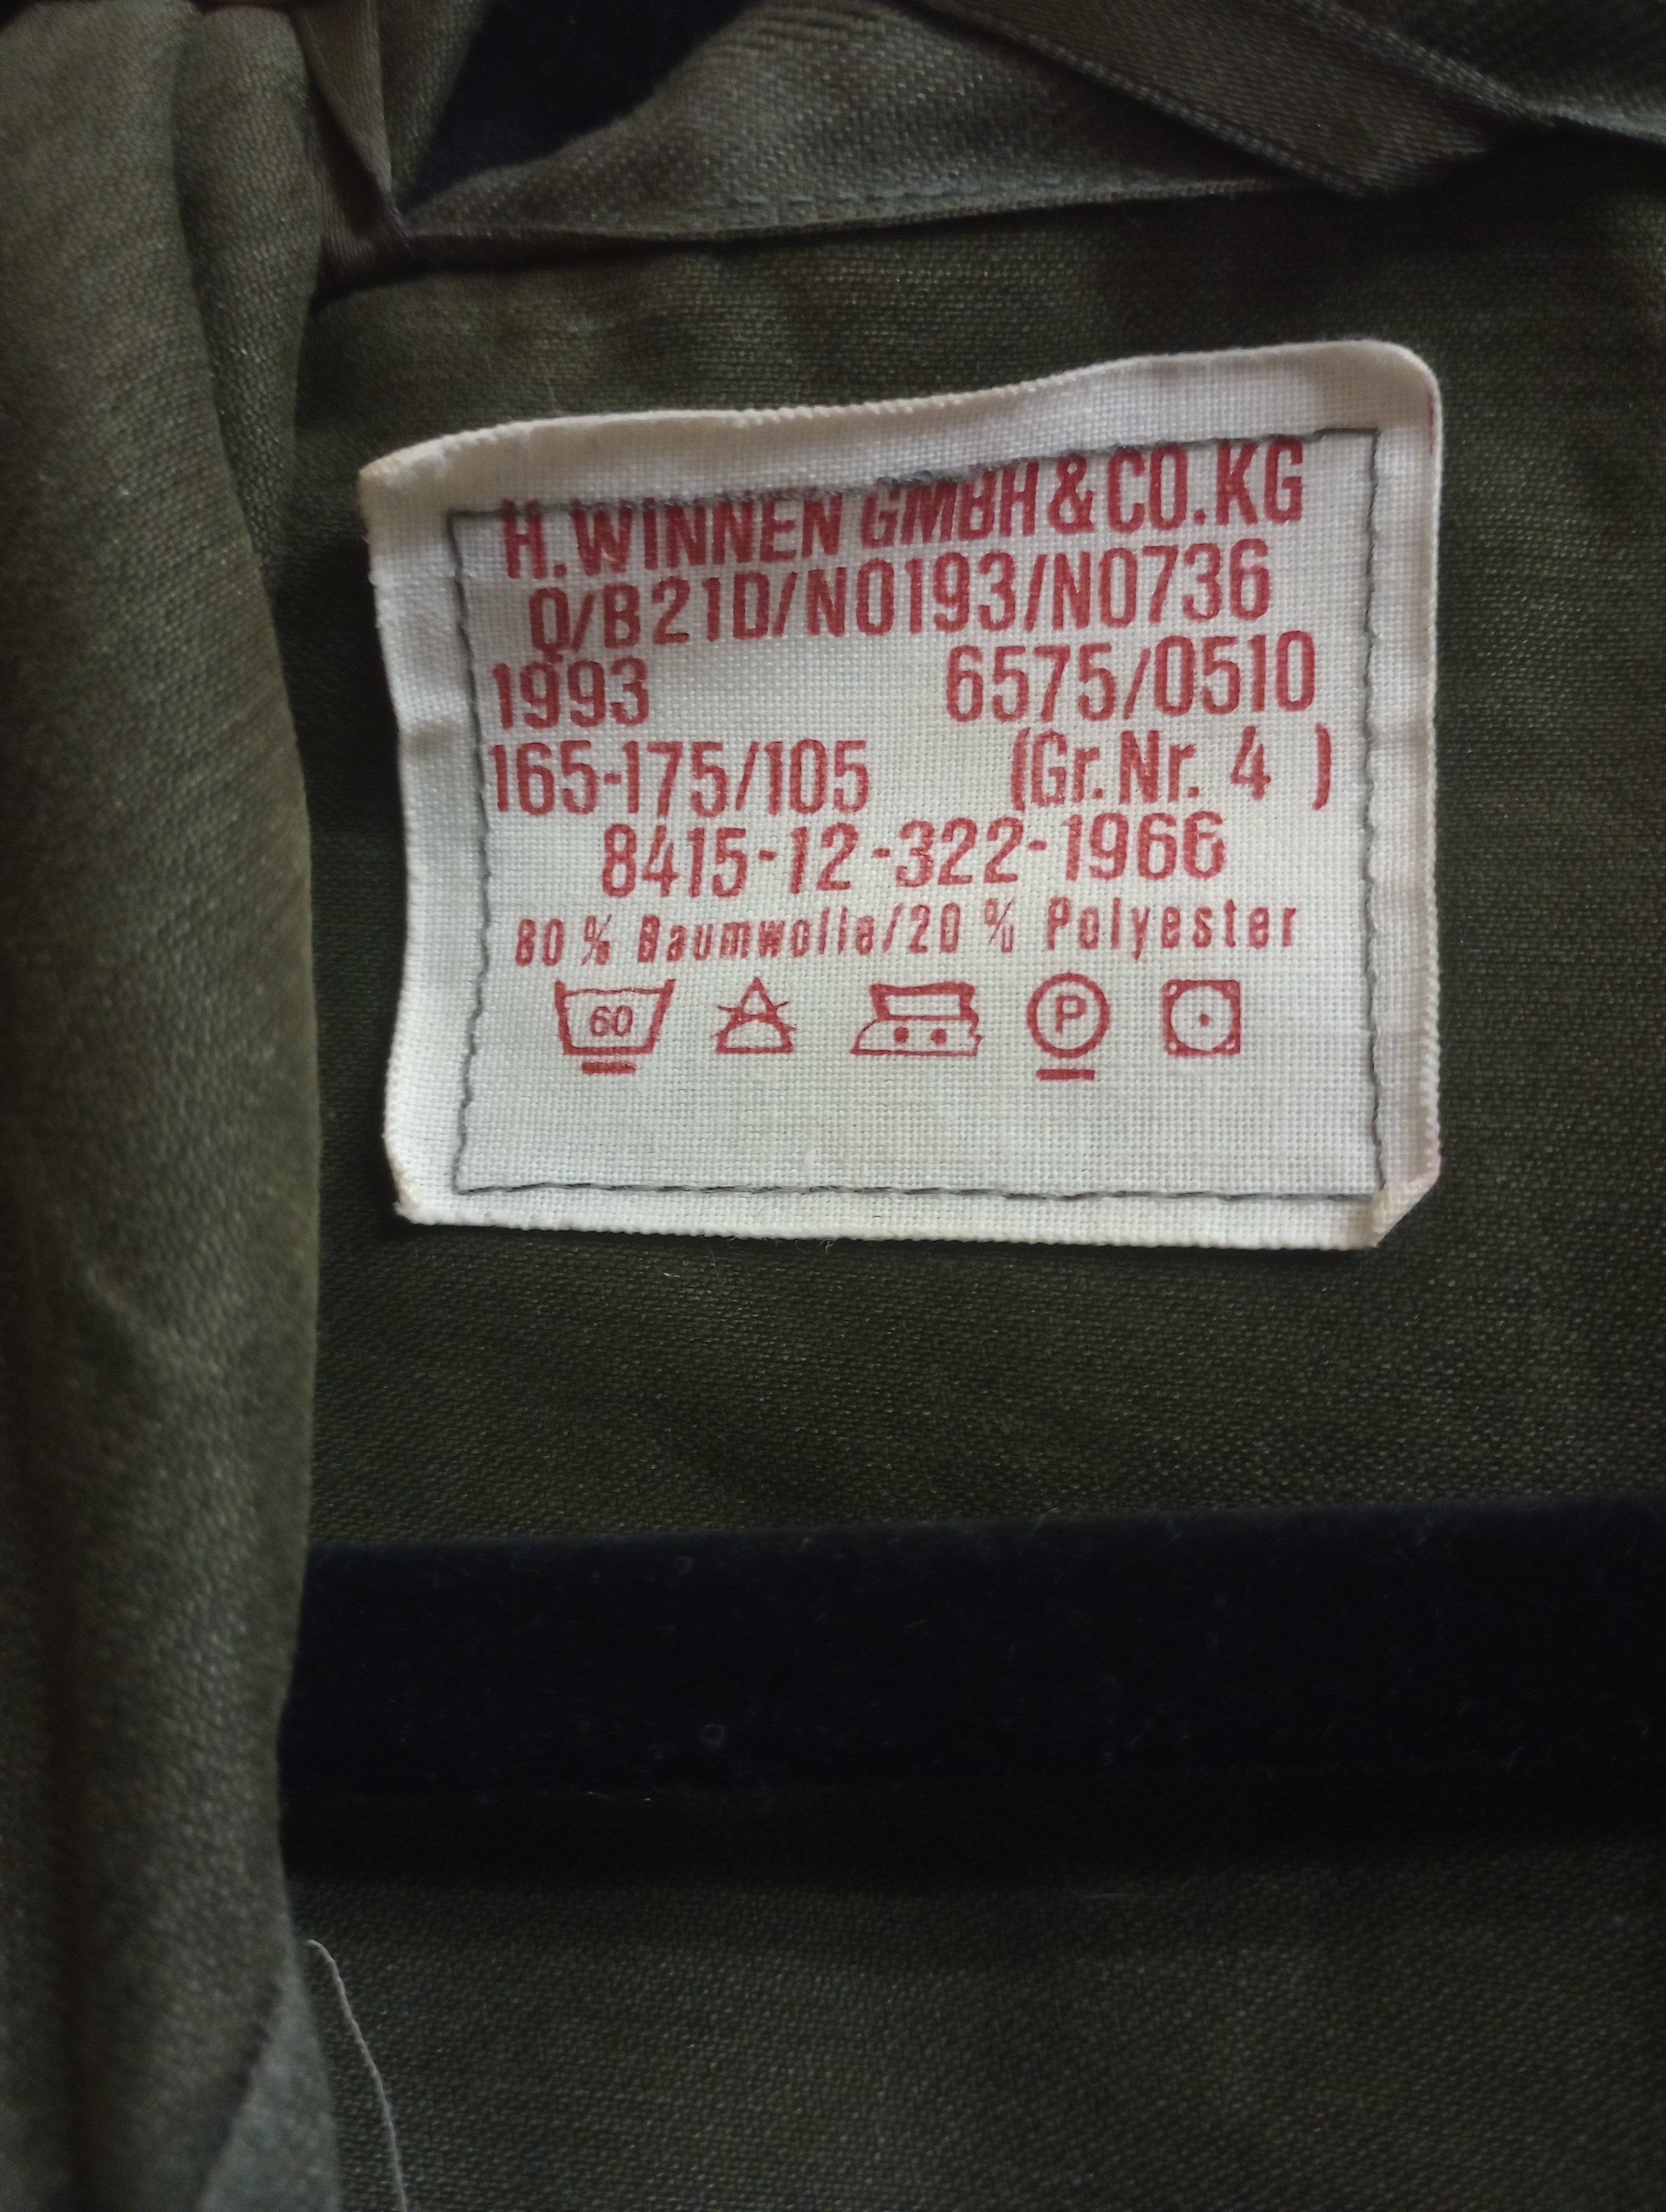 H. WINNEN GMBH & CO. KG
Q/B21D/N0193/N0736
1993 6575/0510
165-175/105 (Gr. Nr. 4 )
8415-12-322-1966
80 % Baumwolle/20 % Polyester
60 P